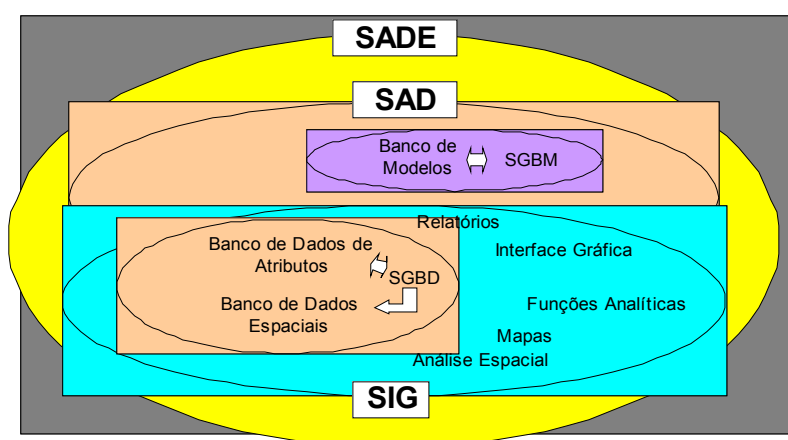 SADE
SAD
Banco de
Modelos
SGBM
Relatórios
Interface Gráfica
Banco de Dados de
Atributos
SGBD
Banco de Dados
Espaciais
Funções Analíticas
Mapas
Análise Espacial
SIG